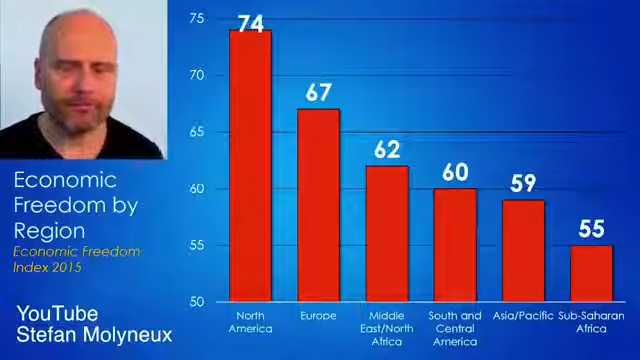 Economic
Freedom by
Region
Economic Freedom
Index 2015
YouTube
Stefan Molyneux
75
70
65
60
55
50
74
67
62
60
59
55
North
America
Europe
Middle
East/North
Africa
South and
Central
America
Asia/Pacific
Sub-Saharan
Africa